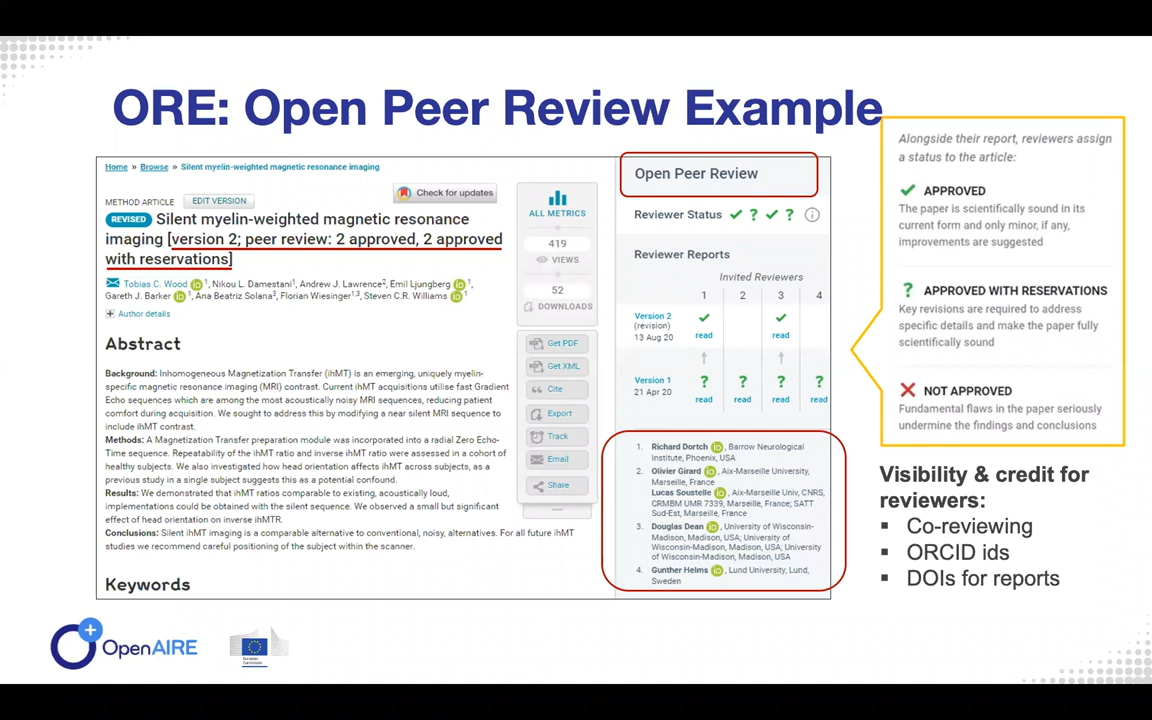 ORE: Open Peer Review Example
Home » Browse » Silent myelin-weighted magnetic resonance imaging
METHOD ARTICLE EDIT VERSION
Check for updates
REVISED Silent myelin-weighted magnetic resonance
imaging [version 2; peer review: 2 approved, 2 approved
with reservations]
Tobias C. Wood iD 1, Nikou L. Damestani1, Andrew J. Lawrence2, Emil Ljungberg iD 1,
Gareth J. Barker iD 1, Ana Beatriz Solana3, Florian Wiesinger1,3, Steven C.R. Williams iD 1
Author details
Abstract
Background: Inhomogeneous Magnetization Transfer (ihMT) is an emerging, uniquely myelin-
specific magnetic resonance imaging (MRI) contrast. Current ihMT acquisitions utilise fast Gradient
Echo sequences which are among the most acoustically noisy MRI sequences, reducing patient
comfort during acquisition. We sought to address this by modifying a near silent MRI sequence to
include ihMT contrast.
Methods: A Magnetization Transfer preparation module was incorporated into a radial Zero Echo-
Time sequence. Repeatability of the ihMT ratio and inverse ihMT ratio were assessed in a cohort of
healthy subjects. We also investigated how head orientation affects ihMT across subjects, as a
previous study in a single subject suggests this as a potential confound.
Results: We demonstrated that ihMT ratios comparable to existing, acoustically loud,
implementations could be obtained with the silent sequence. We observed a small but significant
effect of head orientation on inverse ihMTR.
Conclusions: Silent ihMT imaging is a comparable alternative to conventional, noisy, alternatives. For all future ihMT
studies we recommend careful positioning of the subject within the scanner.
Keywords
ALL METRICS
419
VIEWS
52
DOWNLOADS
Get PDF
Get XML
Cite
Export
Track
Email
Share
Open Peer Review
Reviewer Status ✓ ? ✓ ?
Reviewer Reports
Invited Reviewers
1 2 3 4
Version 2
(revision)
13 Aug 20
✓ ✓
read read
Version 1
21 Apr 20
? ? ? ?
read read read read
1. Richard Dortch iD, Barrow Neurological
Institute, Phoenix, USA
2. Olivier Girard iD, Aix-Marseille University,
Marseille, France
Lucas Soustelle iD, Aix-Marseille Univ, CNRS,
CRMBM UMR 7339, Marseille, France; SATT
Sud-Est, Marseille, France
3. Douglas Dean iD, University of Wisconsin-
Madison, Madison, USA; University of
Wisconsin-Madison, Madison, USA; University
of Wisconsin-Madison, Madison, USA
4. Gunther Helms iD, Lund University, Lund,
Sweden
Alongside their report, reviewers assign
a status to the article:
✓ APPROVED
The paper is scientifically sound in its
current form and only minor, if any,
improvements are suggested
? APPROVED WITH RESERVATIONS
Key revisions are required to address
specific details and make the paper fully
scientifically sound
NOT APPROVED
Fundamental flaws in the paper seriously
undermine the findings and conclusions
Visibility & credit for
reviewers:
▪ Co-reviewing
▪ ORCID ids
▪ DOIs for reports
OpenAIRE
European
Commission